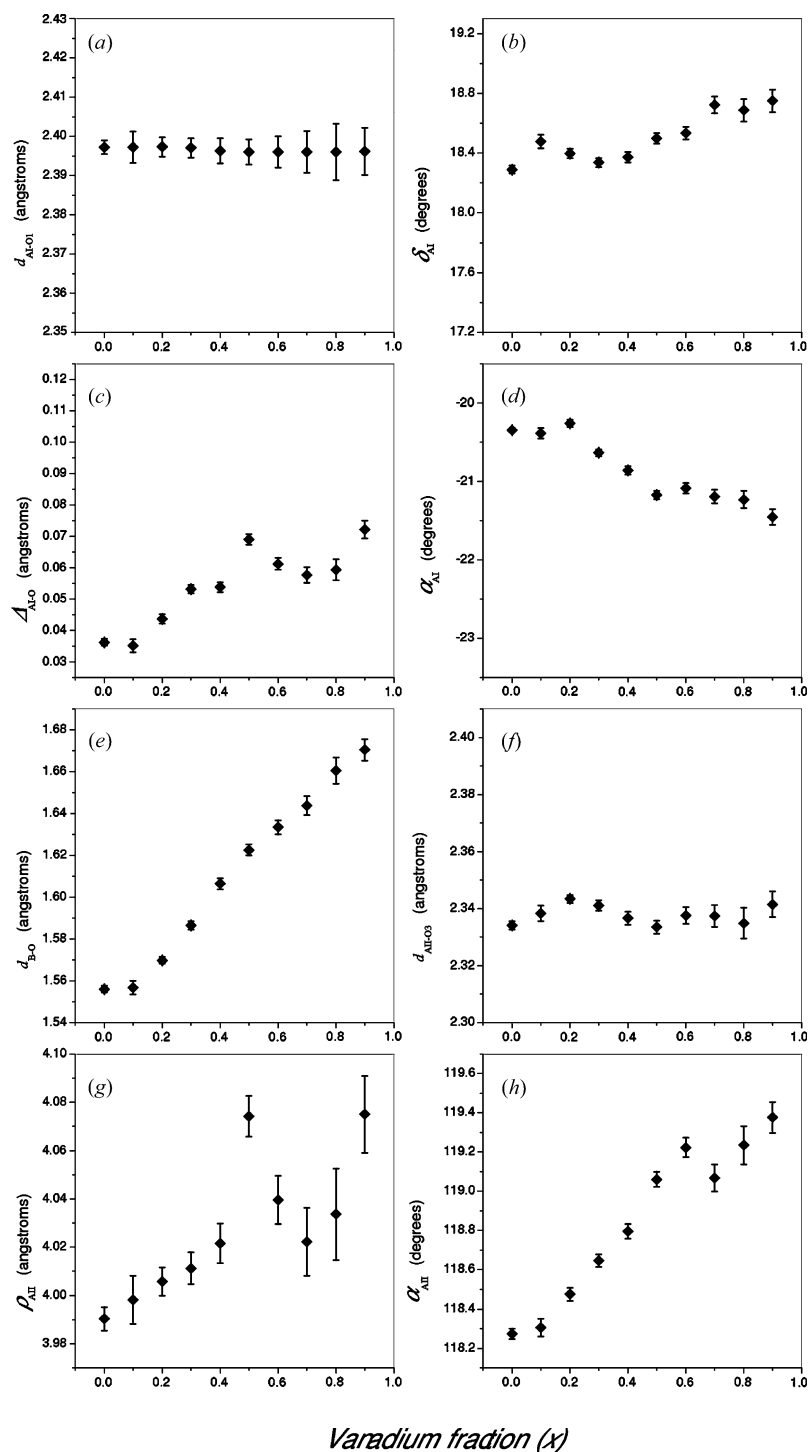 (a)
2.43
2.42
2.41
2.40
2.39
2.38
2.37
2.36
2.35
d AI-O1 (angstroms)
0.0 0.2 0.4 0.6 0.8 1.0
(b)
19.2
18.8
18.4
18.0
17.6
17.2
δ AI (degrees)
0.0 0.2 0.4 0.6 0.8 1.0
(c)
0.12
0.11
0.10
0.09
0.08
0.07
0.06
0.05
0.04
0.03
Δ AI-O (angstroms)
0.0 0.2 0.4 0.6 0.8 1.0
(d)
-20
-21
-22
-23
α AI (degrees)
0.0 0.2 0.4 0.6 0.8 1.0
(e)
1.68
1.66
1.64
1.62
1.60
1.58
1.56
1.54
d B-O (angstroms)
0.0 0.2 0.4 0.6 0.8 1.0
(f)
2.40
2.38
2.36
2.34
2.32
2.30
d AII-O3 (angstroms)
0.0 0.2 0.4 0.6 0.8 1.0
(g)
4.10
4.08
4.06
4.04
4.02
4.00
3.98
ρ AII (angstroms)
0.0 0.2 0.4 0.6 0.8 1.0
(h)
119.6
119.4
119.2
119.0
118.8
118.6
118.4
118.2
α AII (degrees)
0.0 0.2 0.4 0.6 0.8 1.0
Vanadium fraction (x)